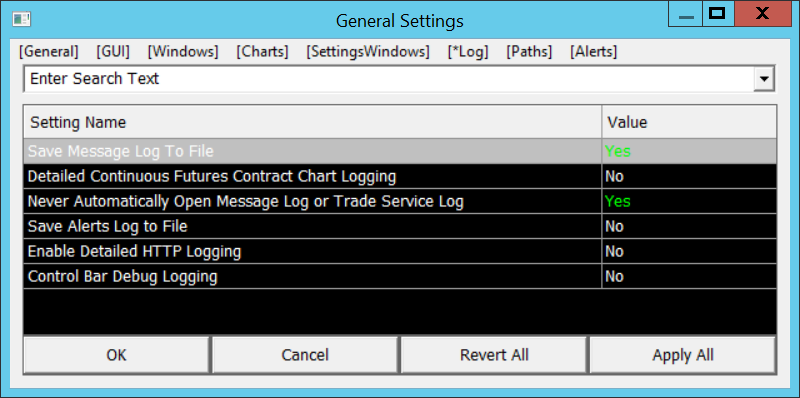 General Settings
X
[General] [GUI] [Windows] [Charts] [SettingsWindows] [*Log] [Paths] [Alerts]
Enter Search Text
Setting Name Value
Save Message Log To File Yes
Detailed Continuous Futures Contract Chart Logging No
Never Automatically Open Message Log or Trade Service Log Yes
Save Alerts Log to File No
Enable Detailed HTTP Logging No
Control Bar Debug Logging No
OK Cancel Revert All Apply All